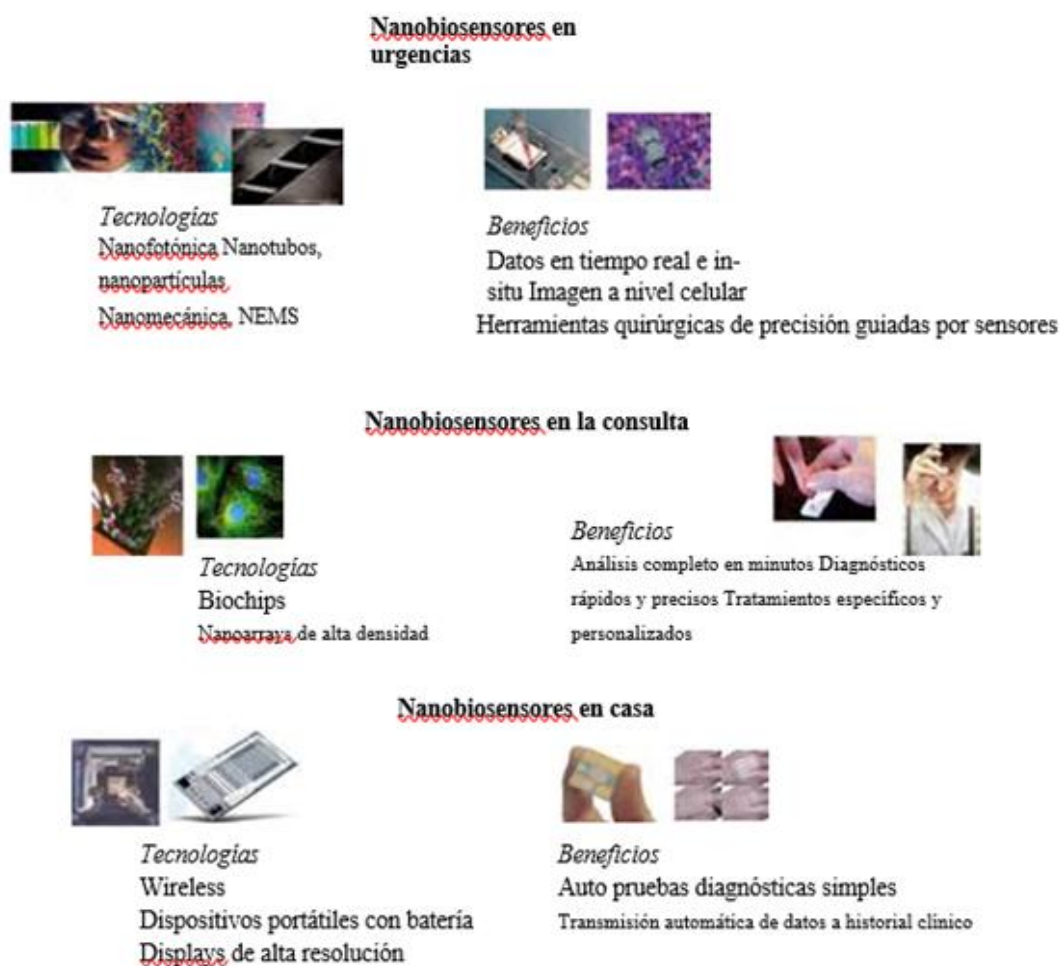 Nanobiosensores en
urgencias
Tecnologías
Nanofotónica Nanotubos,
nanopartículas
Nanomecánica, NEMS
Beneficios
Datos en tiempo real e in-
situ Imagen a nivel celular
Herramientas quirúrgicas de precisión guiadas por sensores
Nanobiosensores en la consulta
Tecnologías
Biochips
Nanoarrays de alta densidad
Beneficios
Análisis completo en minutos Diagnósticos
rápidos y precisos Tratamientos específicos y
personalizados
Nanobiosensores en casa
Tecnologías
Wireless
Dispositivos portátiles con batería
Displays de alta resolución
Beneficios
Auto pruebas diagnósticas simples
Transmisión automática de datos a historial clínico